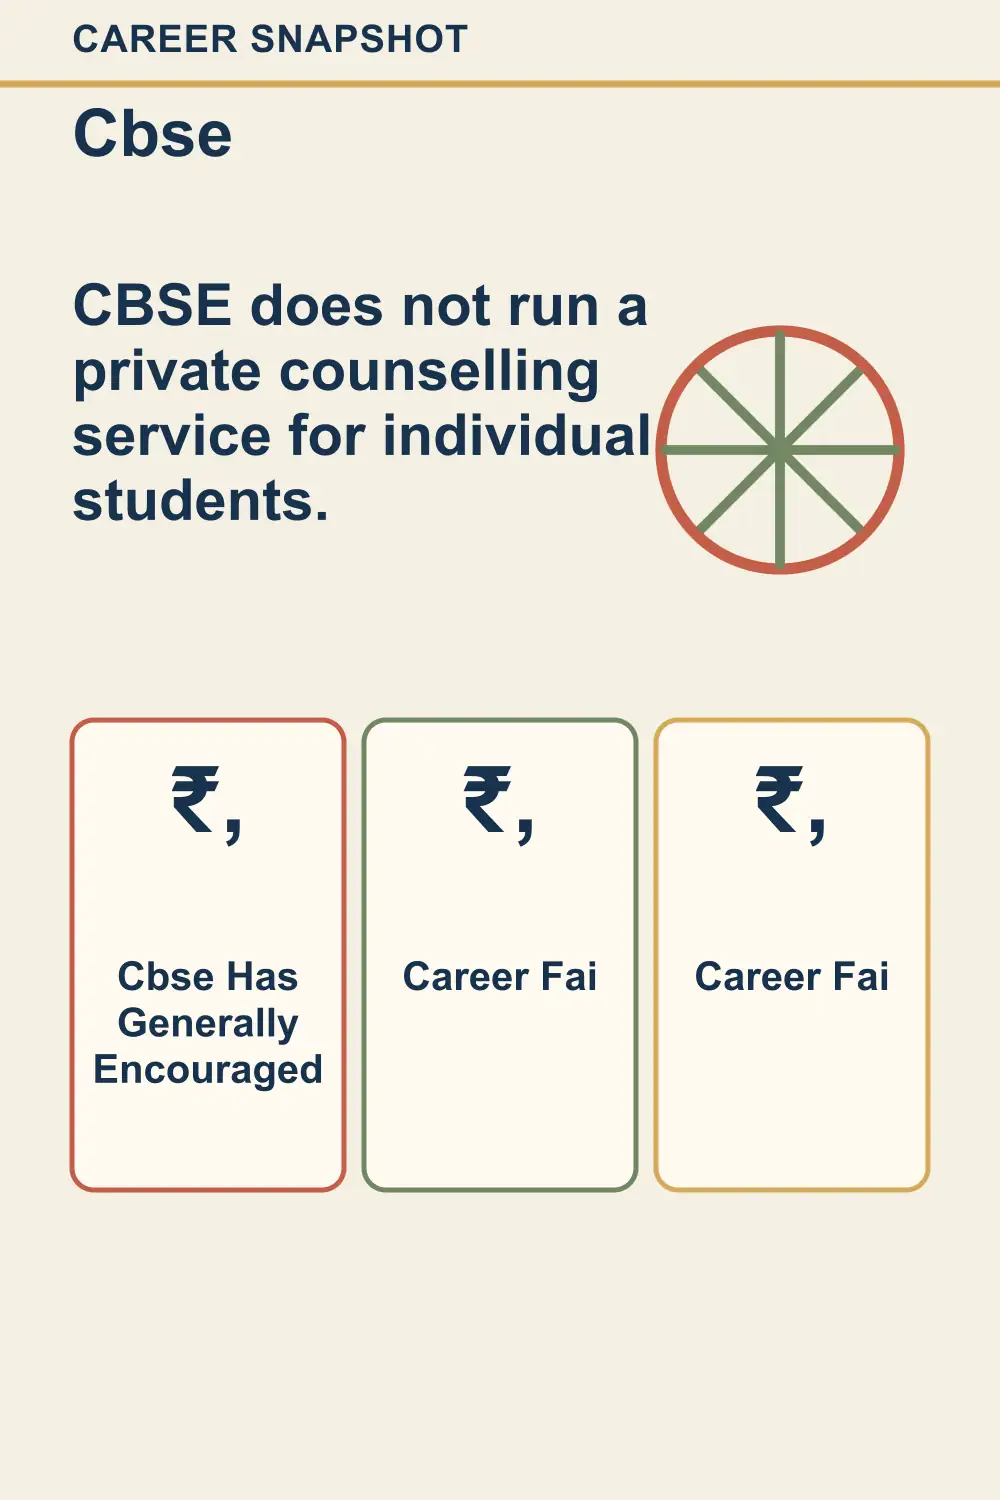 CAREER SNAPSHOT
Cbse
CBSE does not run a
private counselling
service for individual
students.
₹,
Cbse Has
Generally
Encouraged
₹,
Career Fai
₹,
Career Fai